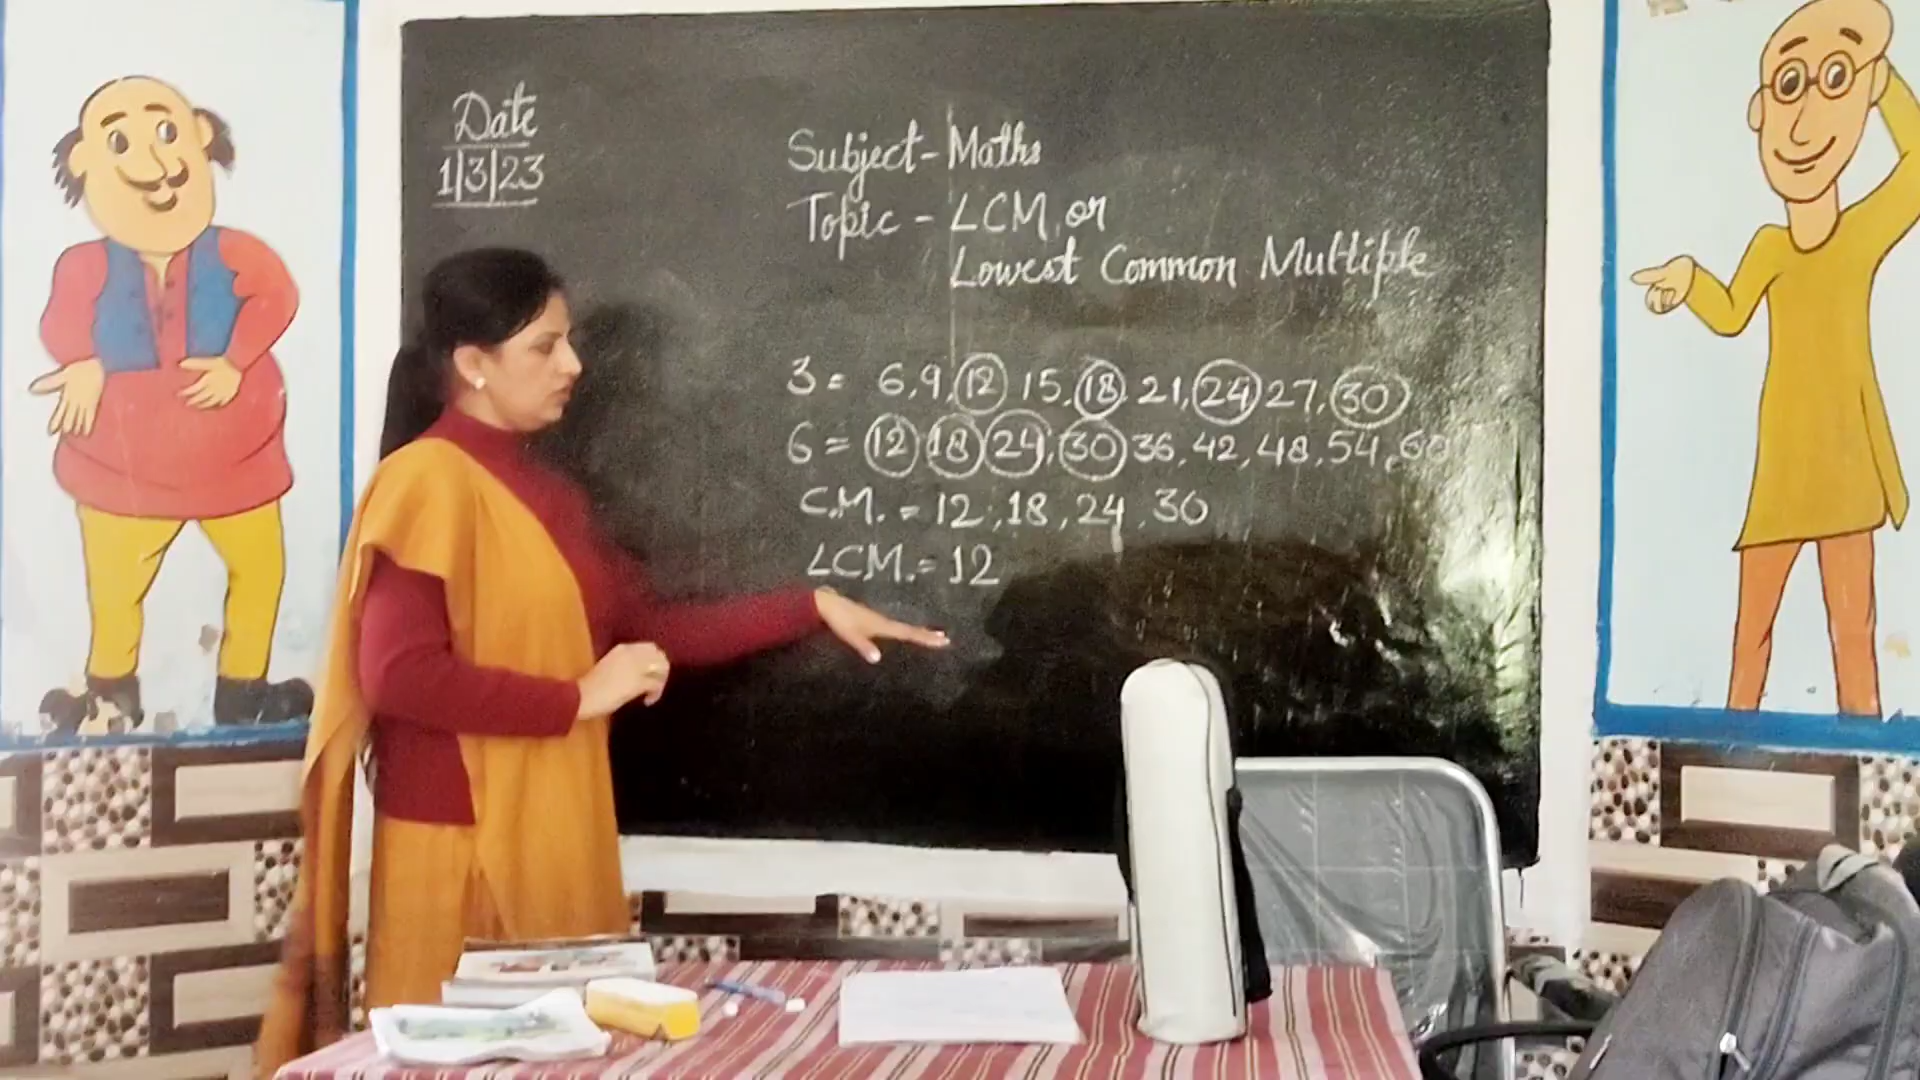 Date
1/3/23
Subject - Maths
Topic - LCM or
Lowest Common Multiple
3 = 6, 9, 12 15, 18, 21, 24 27, 30
6 = 12 18 24, 30 36, 42, 48, 54, 60
C.M. = 12, 18, 24, 30
LCM. = 12